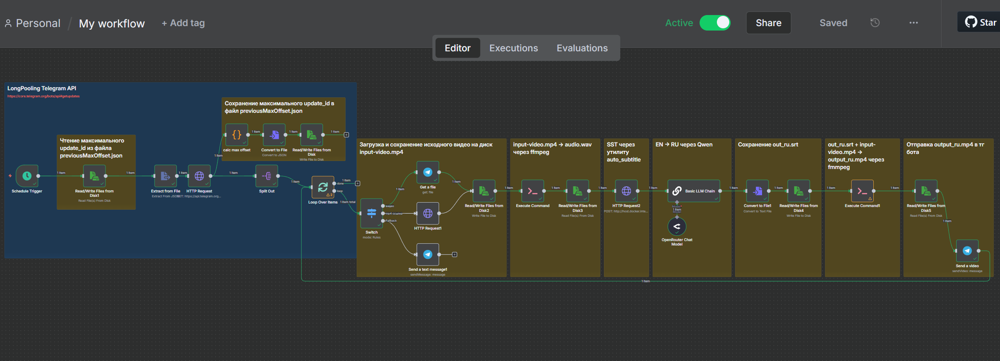 Personal / My workflow + Add tag
Active Share Saved ... Star
Editor Executions Evaluations
LongPooling Telegram API
https://core.telegram.org/bots/api#getupdates
Сохранение максимального update_id в
файл previousMaxOffset.json
1 item
1 item
1 item
calc max offset
Convert to File
Convert to JSON
Read/Write Files from
Disk
Write File to Disk
Чтение максимального
update_id из файла
previousMaxOffset.json
1 item
1 item
1 item
1 item
1 item
1 item
Schedule Trigger
Read/Write Files from
Disk1
Read File(s) From Disk
Extract from File
Extract From JSON
HTTP Request
GET: https://api.telegram.org...
Split Out
1 item
done
loop
2
Loop Over Items
1 item total
Загрузка и сохранение исходного видео на диск
input-video.mp4
Get a file
get: file
1 item
1 item
видео
mp4 ссылка
Fallback
Switch
mode: Rules
HTTP Request1
Send a text message1
sendMessage: message
Read/Write Files from
Disk2
Write File to Disk
1 item
input-video.mp4 → audio.wav
через ffmpeg
Execute Command
1 item
Read/Write Files from
Disk3
Read File(s) From Disk
1 item
SST через
утилиту
auto_subtitle
HTTP Request2
POST: http://host.docker.inte...
1 item
EN → RU через Qwen
Basic LLM Chain
Model*
1 item
Model
OpenRouter Chat
Model
1 item
Сохранение out_ru.srt
Convert to File1
Convert to Text File
1 item
Read/Write Files from
Disk4
Write File to Disk
1 item
out_ru.srt + input-
video.mp4 →
output_ru.mp4 через
fmmpeg
Execute Command1
1 item
Отправка output_ru.mp4 в тг
бота
Read/Write Files from
Disk5
Read File(s) From Disk
1 item
Send a video
sendVideo: message
1 item